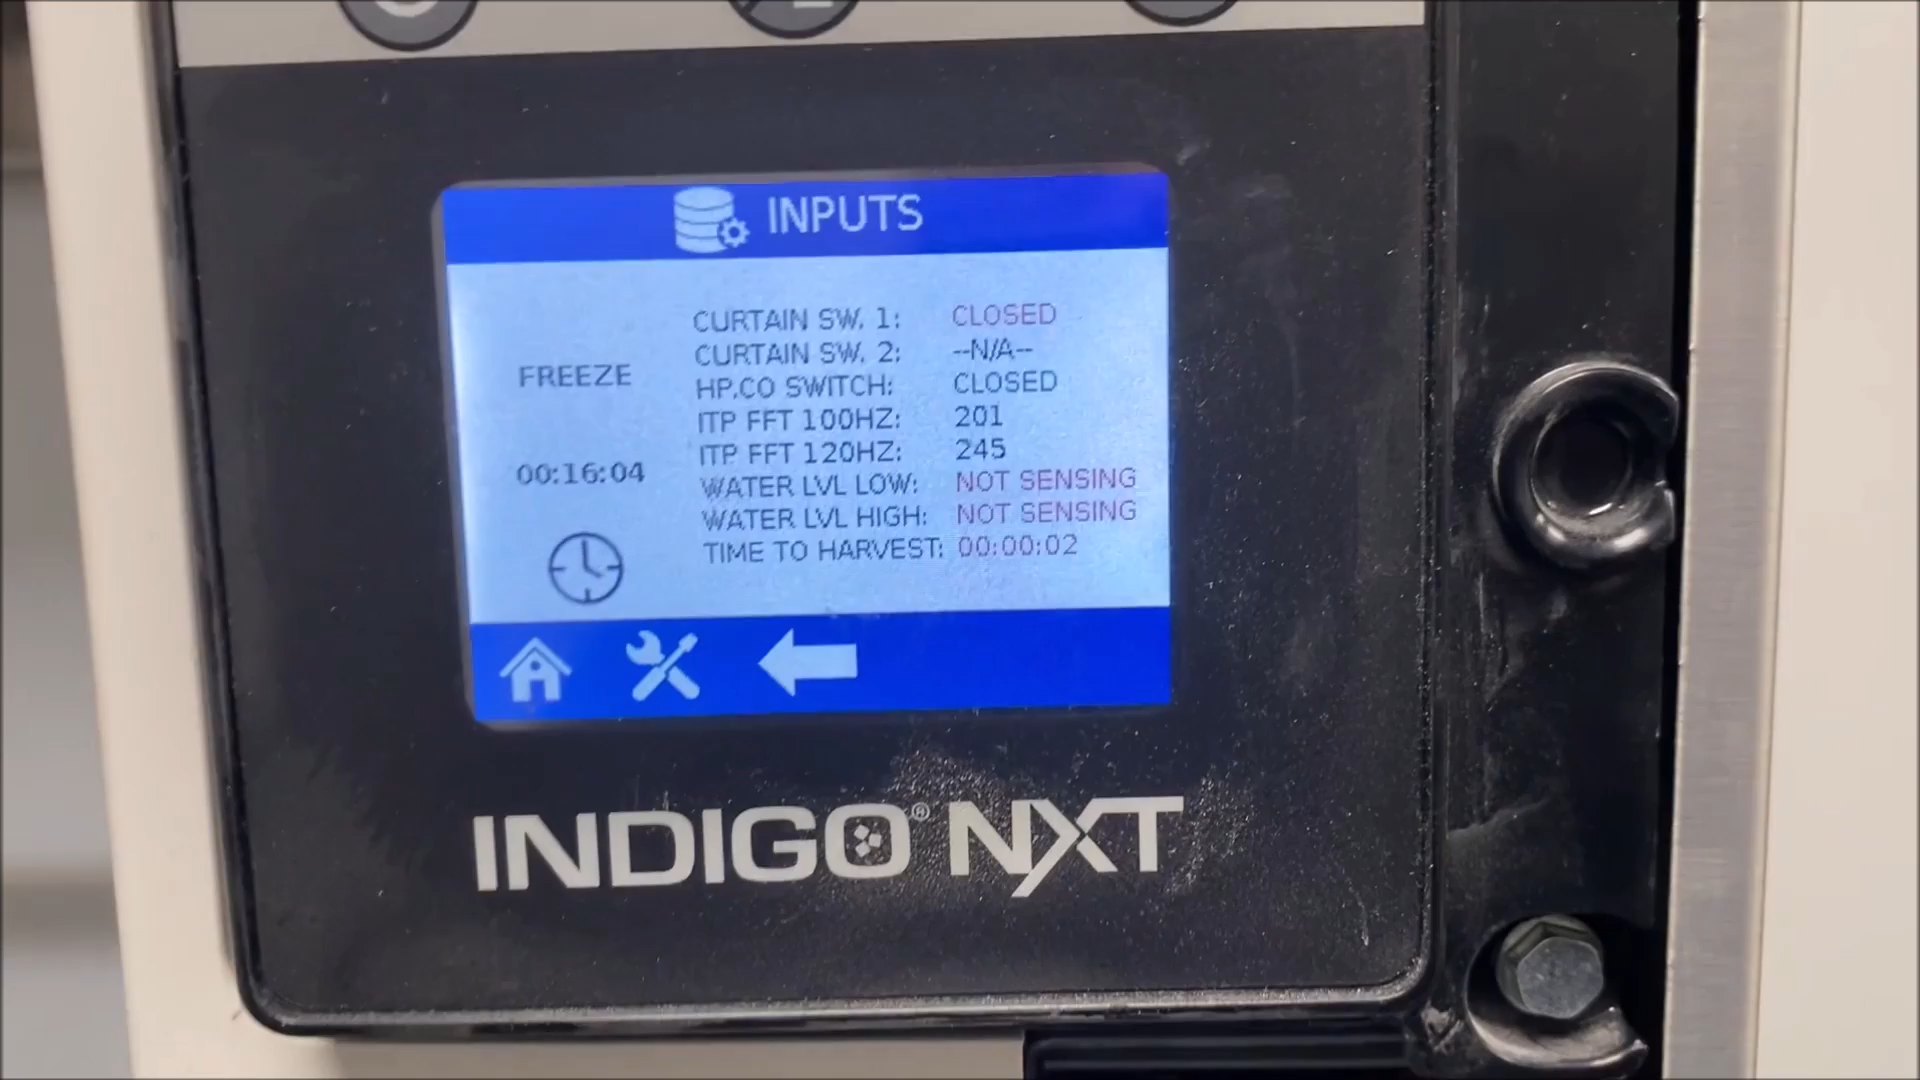 INPUTS
FREEZE
00:16:04
CURTAIN SW. 1: CLOSED
CURTAIN SW. 2: --N/A--
HP.CO SWITCH: CLOSED
ITP FFT 100HZ: 201
ITP FFT 120HZ: 245
WATER LVL LOW: NOT SENSING
WATER LVL HIGH: NOT SENSING
TIME TO HARVEST: 00:00:02
INDIGO® NXT